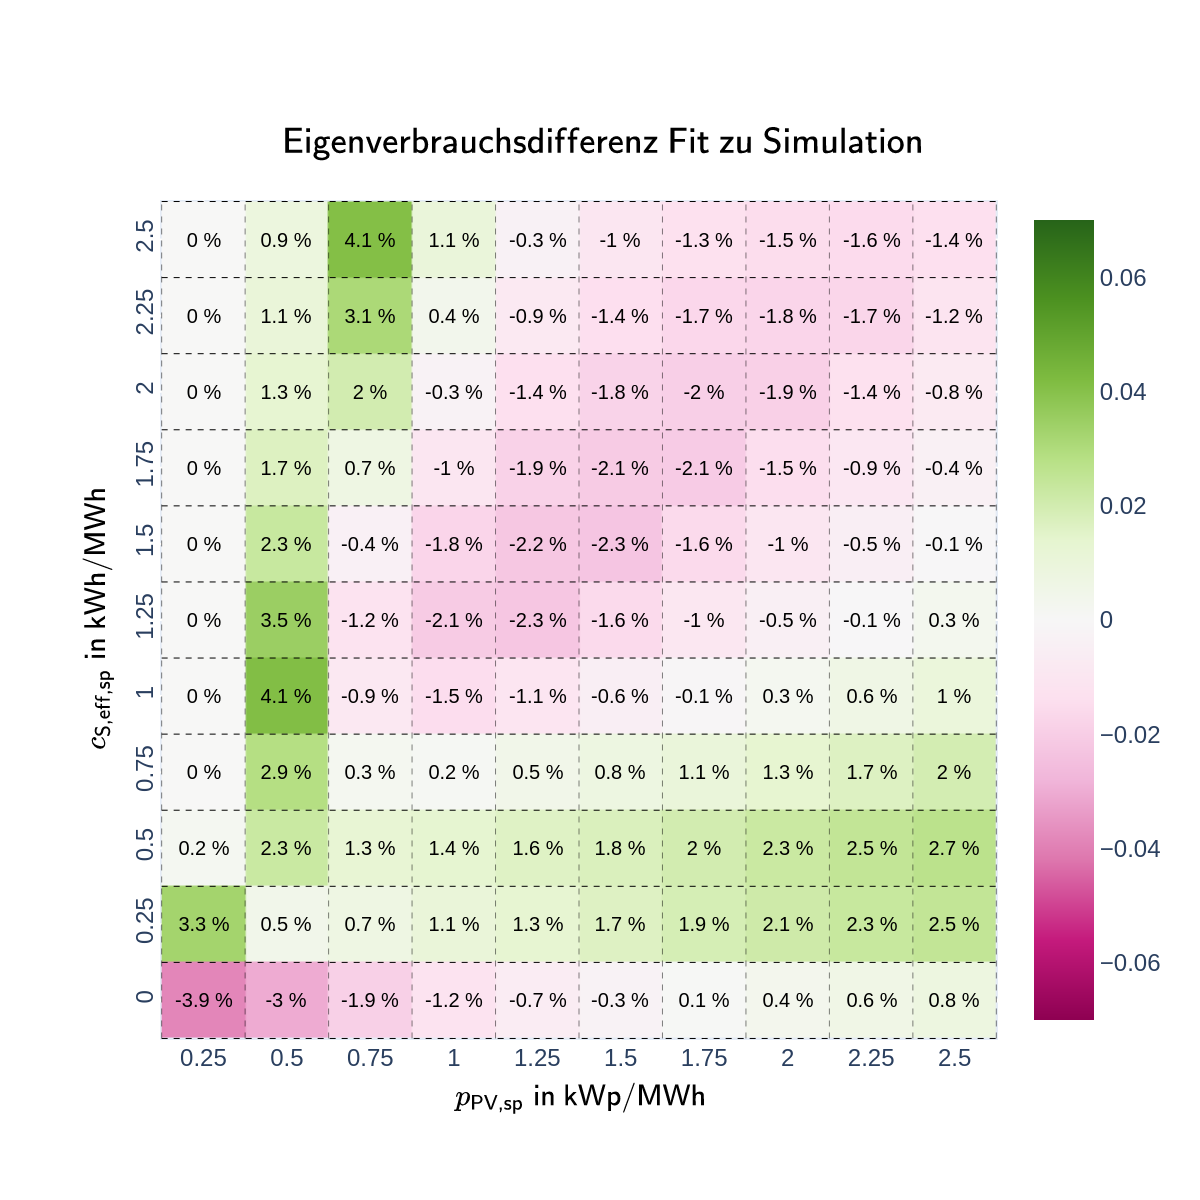 Eigenverbrauchsdifferenz Fit zu Simulation
2.5 0 % 0.9 % 4.1 % 1.1 % -0.3 % -1 % -1.3 % -1.5 % -1.6 % -1.4 %
2.25 0 % 1.1 % 3.1 % 0.4 % -0.9 % -1.4 % -1.7 % -1.8 % -1.7 % -1.2 %
2 0 % 1.3 % 2 % -0.3 % -1.4 % -1.8 % -2 % -1.9 % -1.4 % -0.8 %
1.75 0 % 1.7 % 0.7 % -1 % -1.9 % -2.1 % -2.1 % -1.5 % -0.9 % -0.4 %
1.5 0 % 2.3 % -0.4 % -1.8 % -2.2 % -2.3 % -1.6 % -1 % -0.5 % -0.1 %
1.25 0 % 3.5 % -1.2 % -2.1 % -2.3 % -1.6 % -1 % -0.5 % -0.1 % 0.3 %
1 0 % 4.1 % -0.9 % -1.5 % -1.1 % -0.6 % -0.1 % 0.3 % 0.6 % 1 %
0.75 0 % 2.9 % 0.3 % 0.2 % 0.5 % 0.8 % 1.1 % 1.3 % 1.7 % 2 %
0.5 0.2 % 2.3 % 1.3 % 1.4 % 1.6 % 1.8 % 2 % 2.3 % 2.5 % 2.7 %
0.25 3.3 % 0.5 % 0.7 % 1.1 % 1.3 % 1.7 % 1.9 % 2.1 % 2.3 % 2.5 %
0 -3.9 % -3 % -1.9 % -1.2 % -0.7 % -0.3 % 0.1 % 0.4 % 0.6 % 0.8 %
0.25 0.5 0.75 1 1.25 1.5 1.75 2 2.25 2.5
p PV,sp in kWp/MWh
c S,eff,sp in kWh/MWh
0.06
0.04
0.02
0
−0.02
−0.04
−0.06